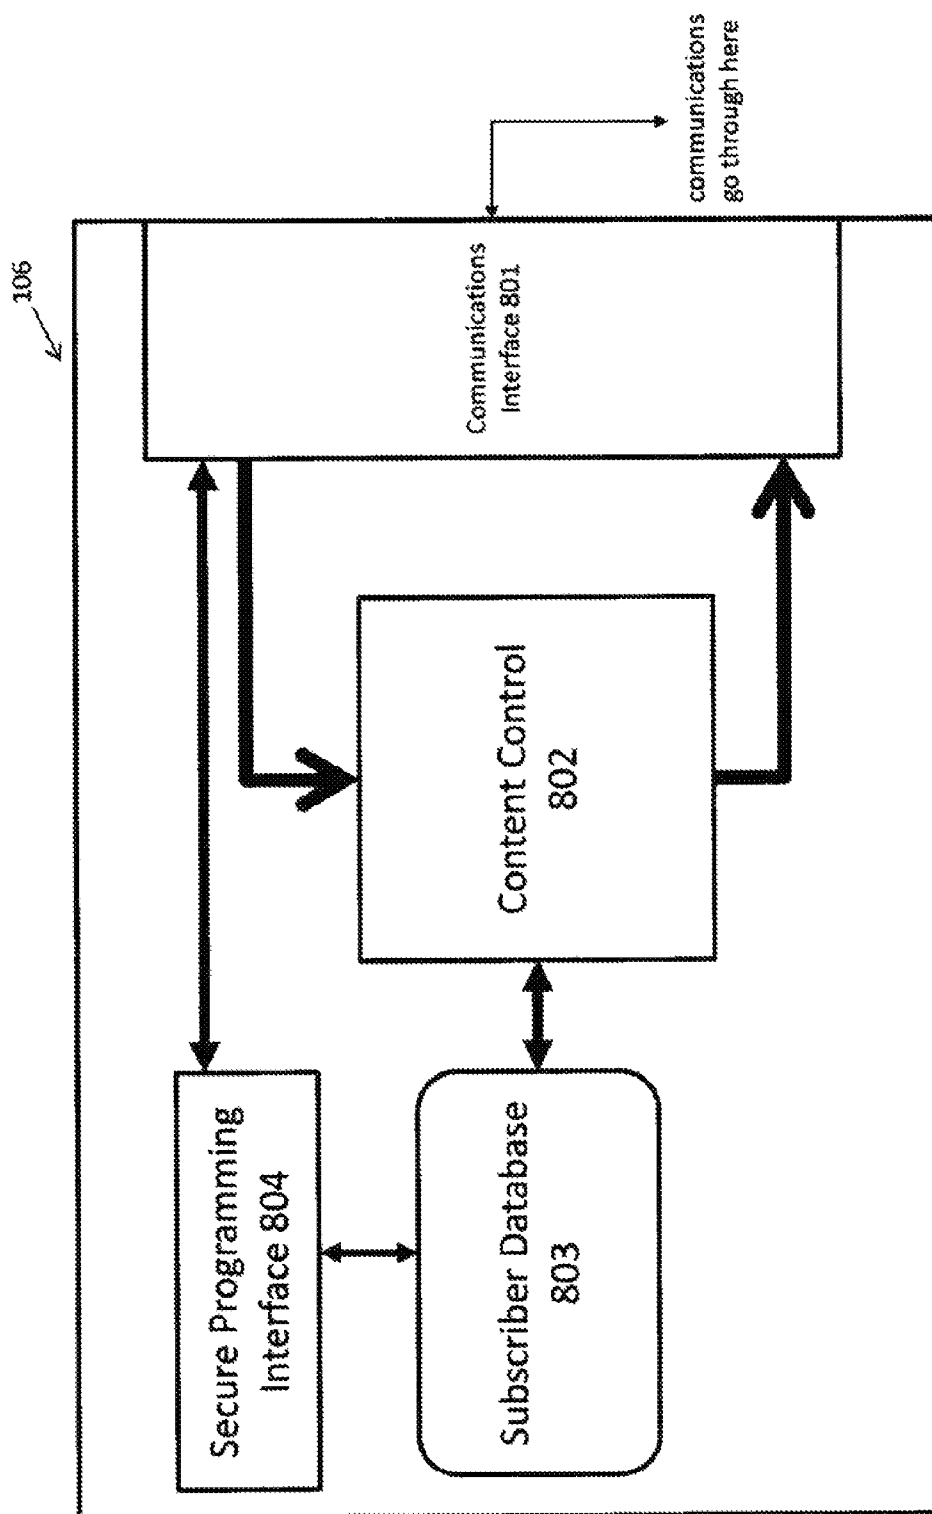 106
Secure Programming
Interface 804
Subscriber Database
803
Content Control
802
Communications
Interface 801
communications
go through here